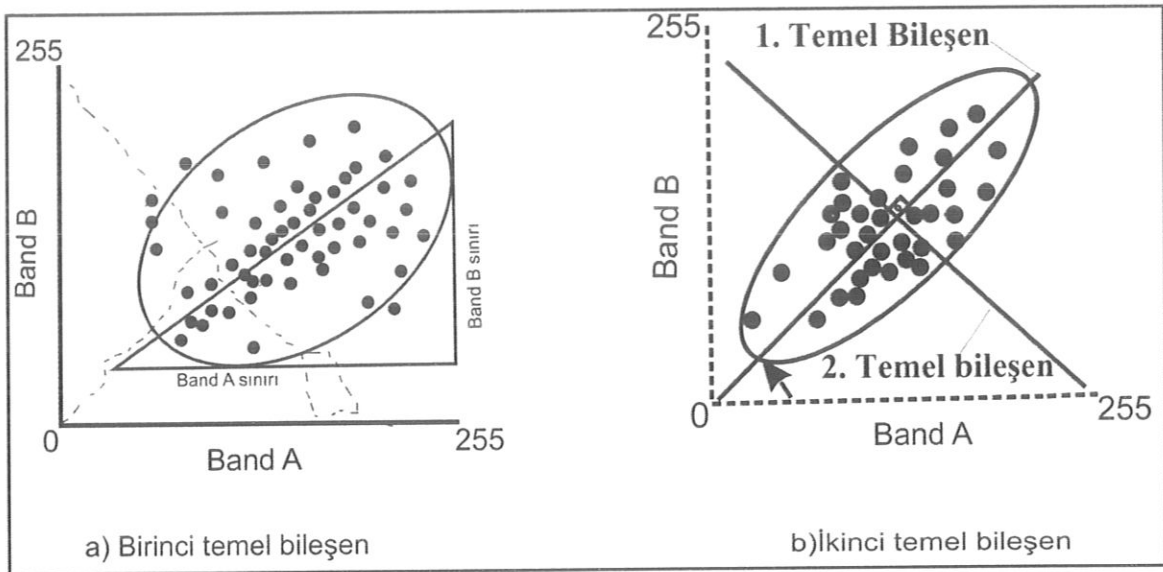 255
Band B
Band B sınırı
Band A sınırı
0
255
Band A
a) Birinci temel bileşen
255
1. Temel Bileşen
Band B
2. Temel bileşen
0
255
Band A
b)İkinci temel bileşen